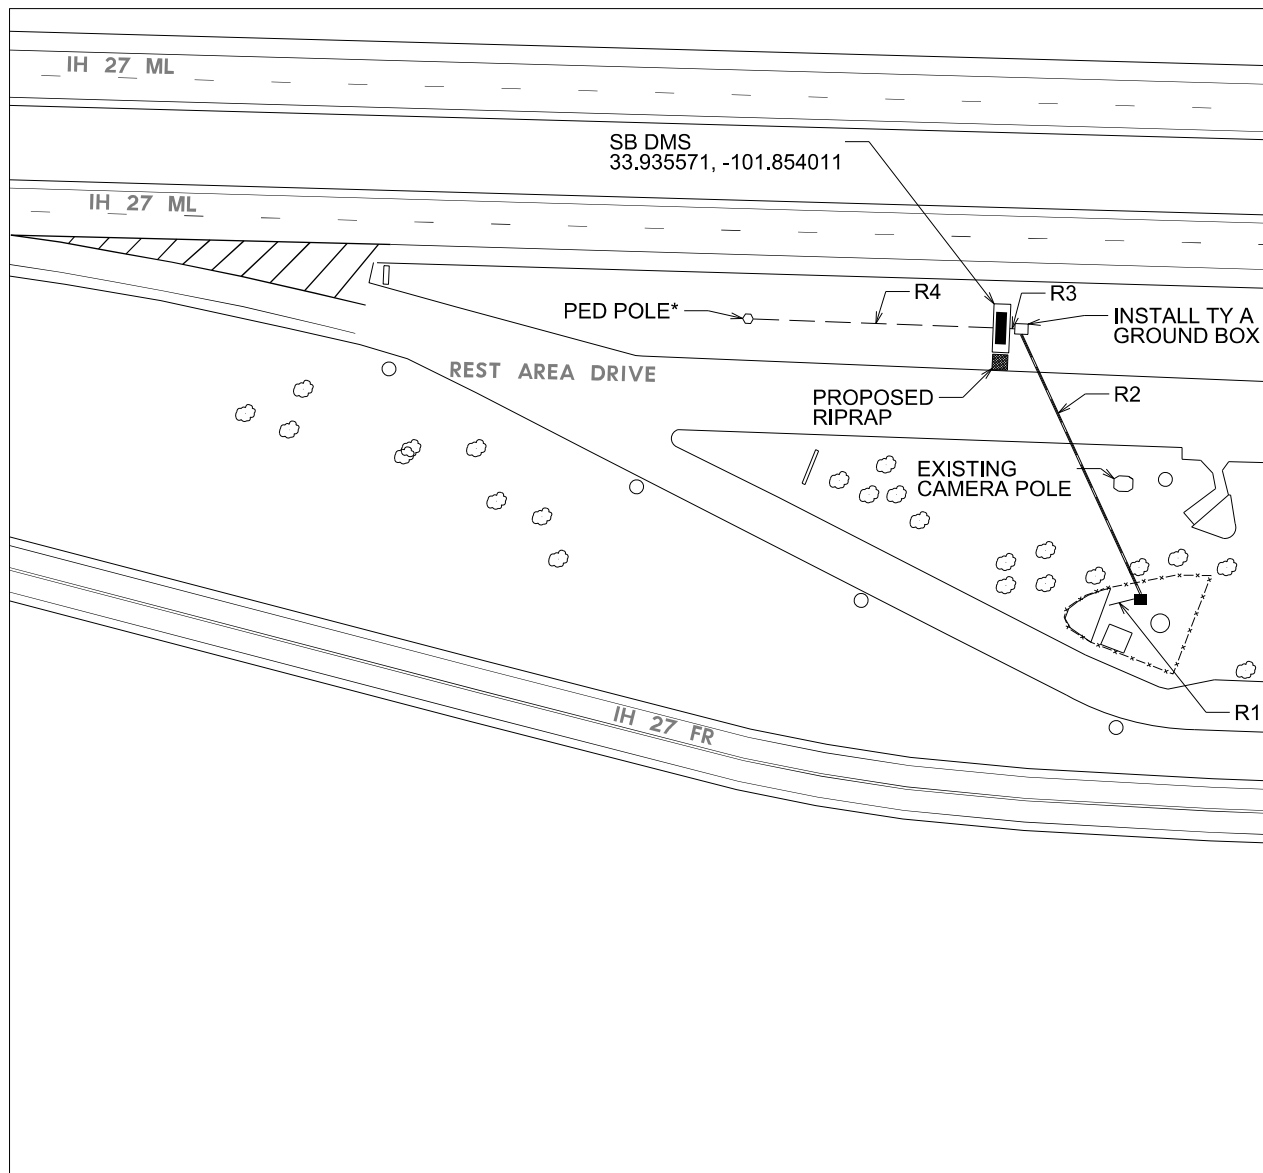 IH 27 ML
SB DMS
33.935571, -101.854011
IH 27 ML
R4
R3
PED POLE*
INSTALL TY A
GROUND BOX
REST AREA DRIVE
PROPOSED
RIPRAP
R2
EXISTING
CAMERA POLE
R1
IH 27 FR